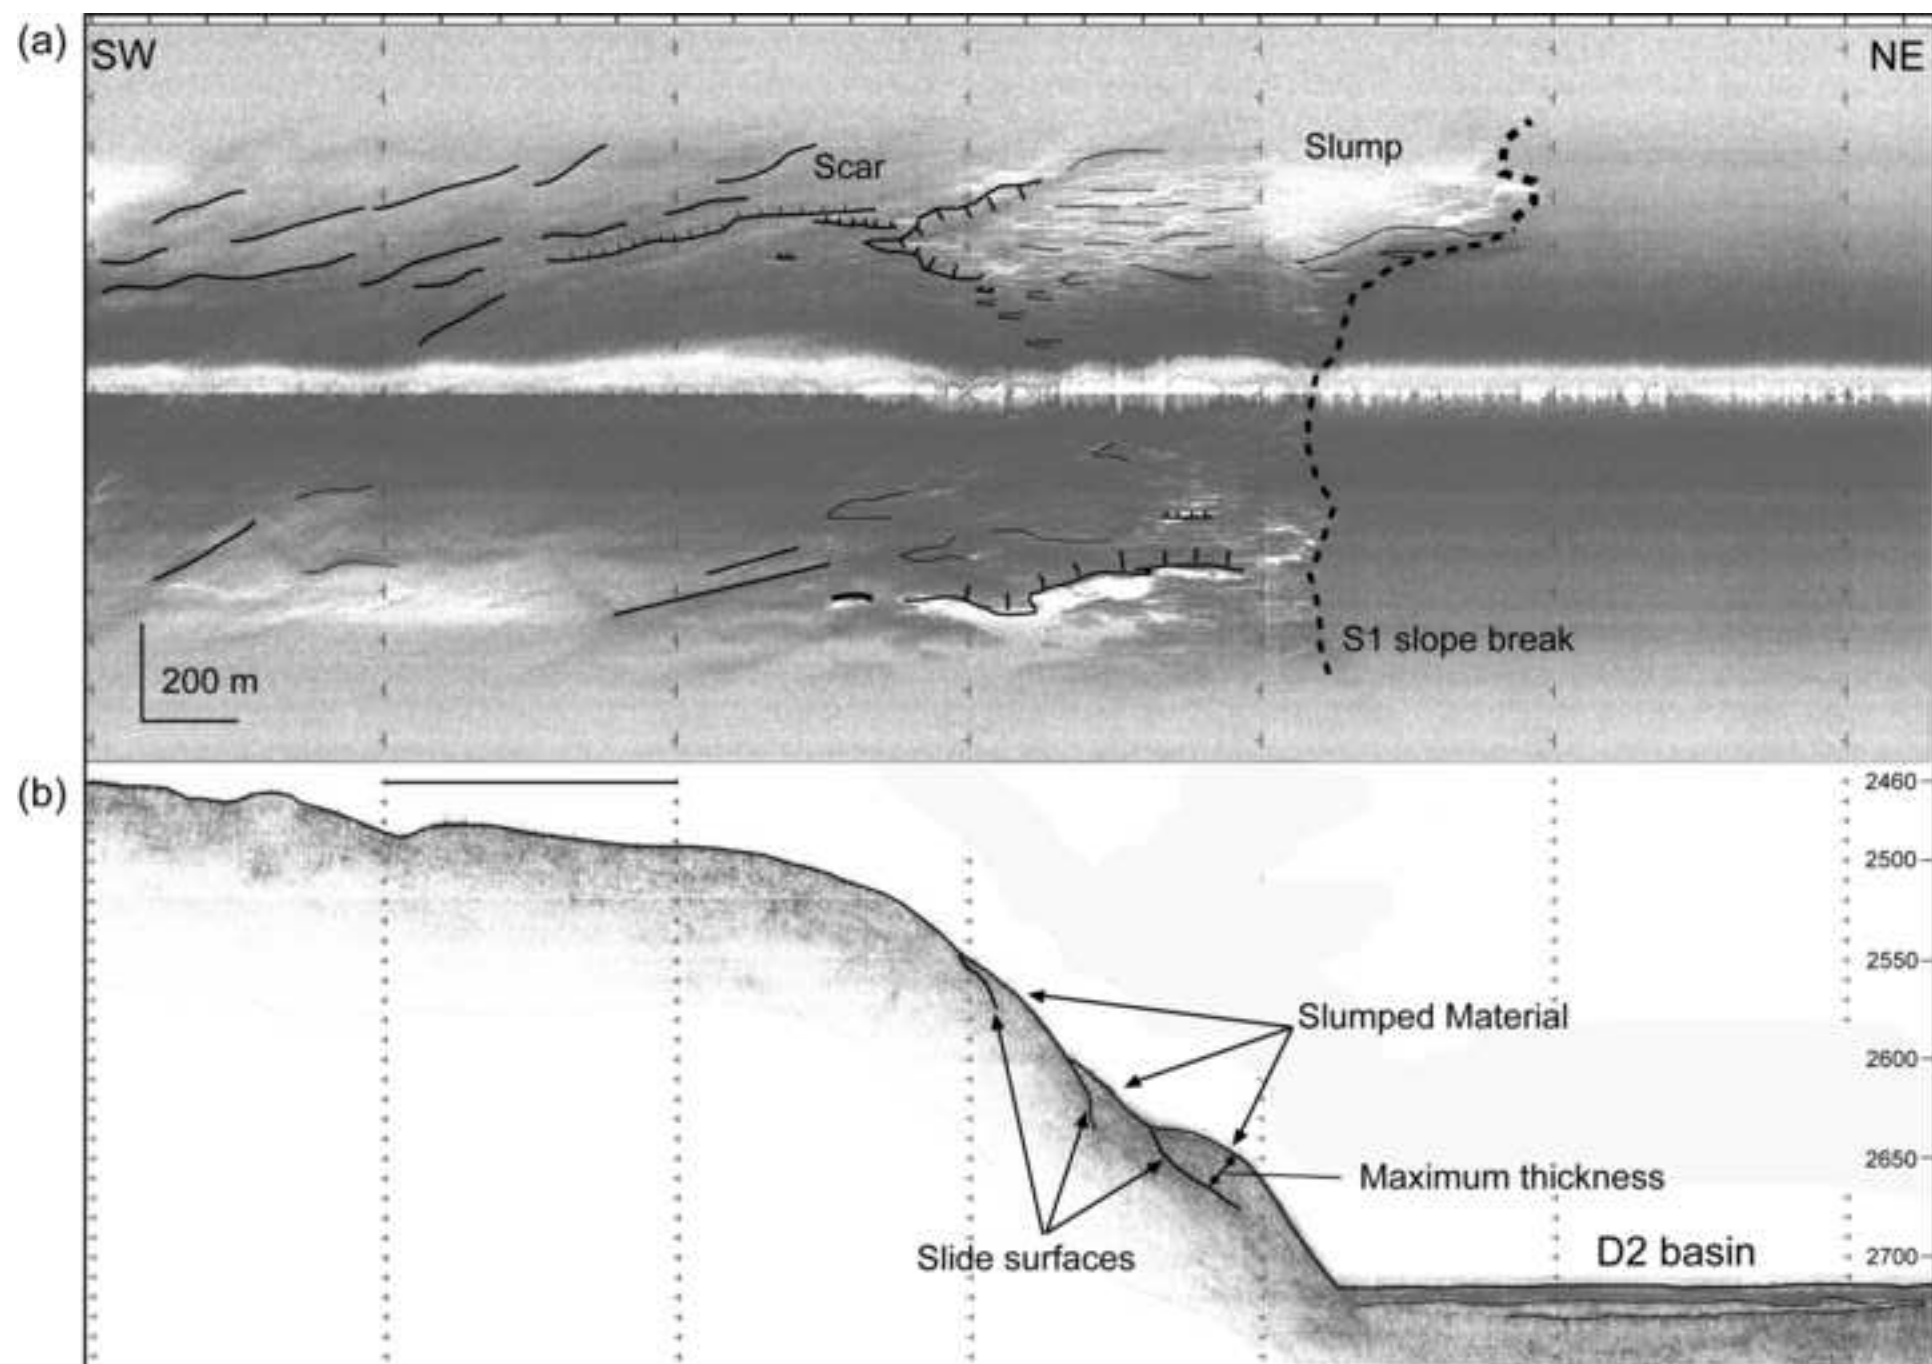 (a)
SW
NE
Scar
Slump
S1 slope break
200 m
(b)
2460
2500
2550
Slumped Material
2600
2650
Maximum thickness
Slide surfaces
D2 basin
2700